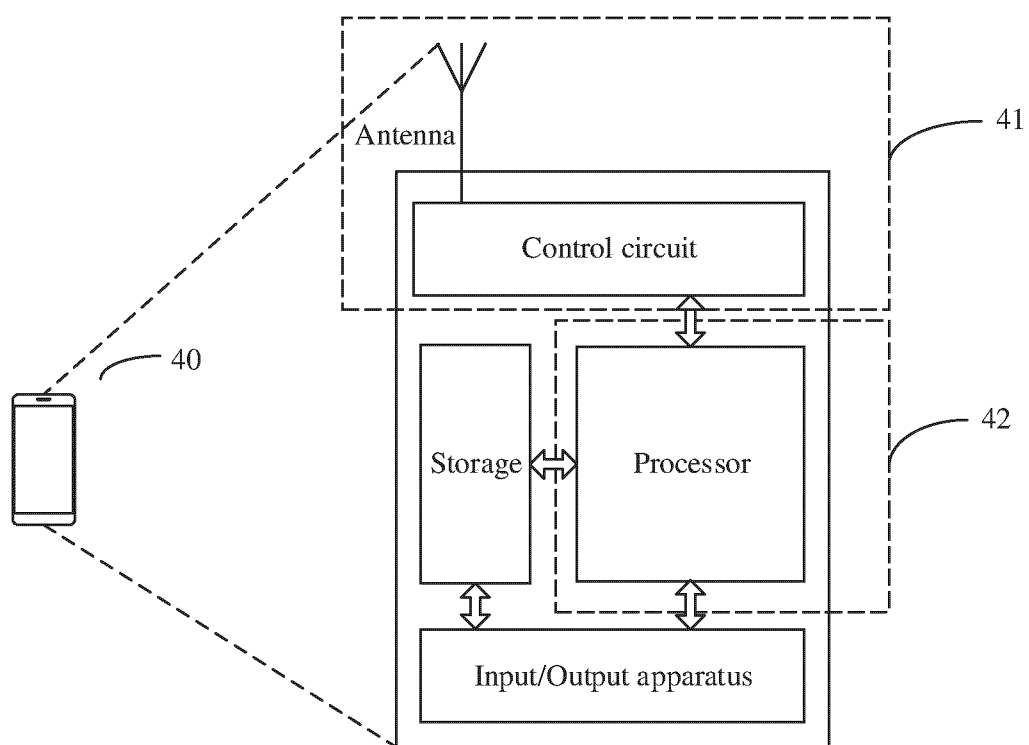 Antenna
41
Control circuit
40
42
Storage
Processor
Input/Output apparatus